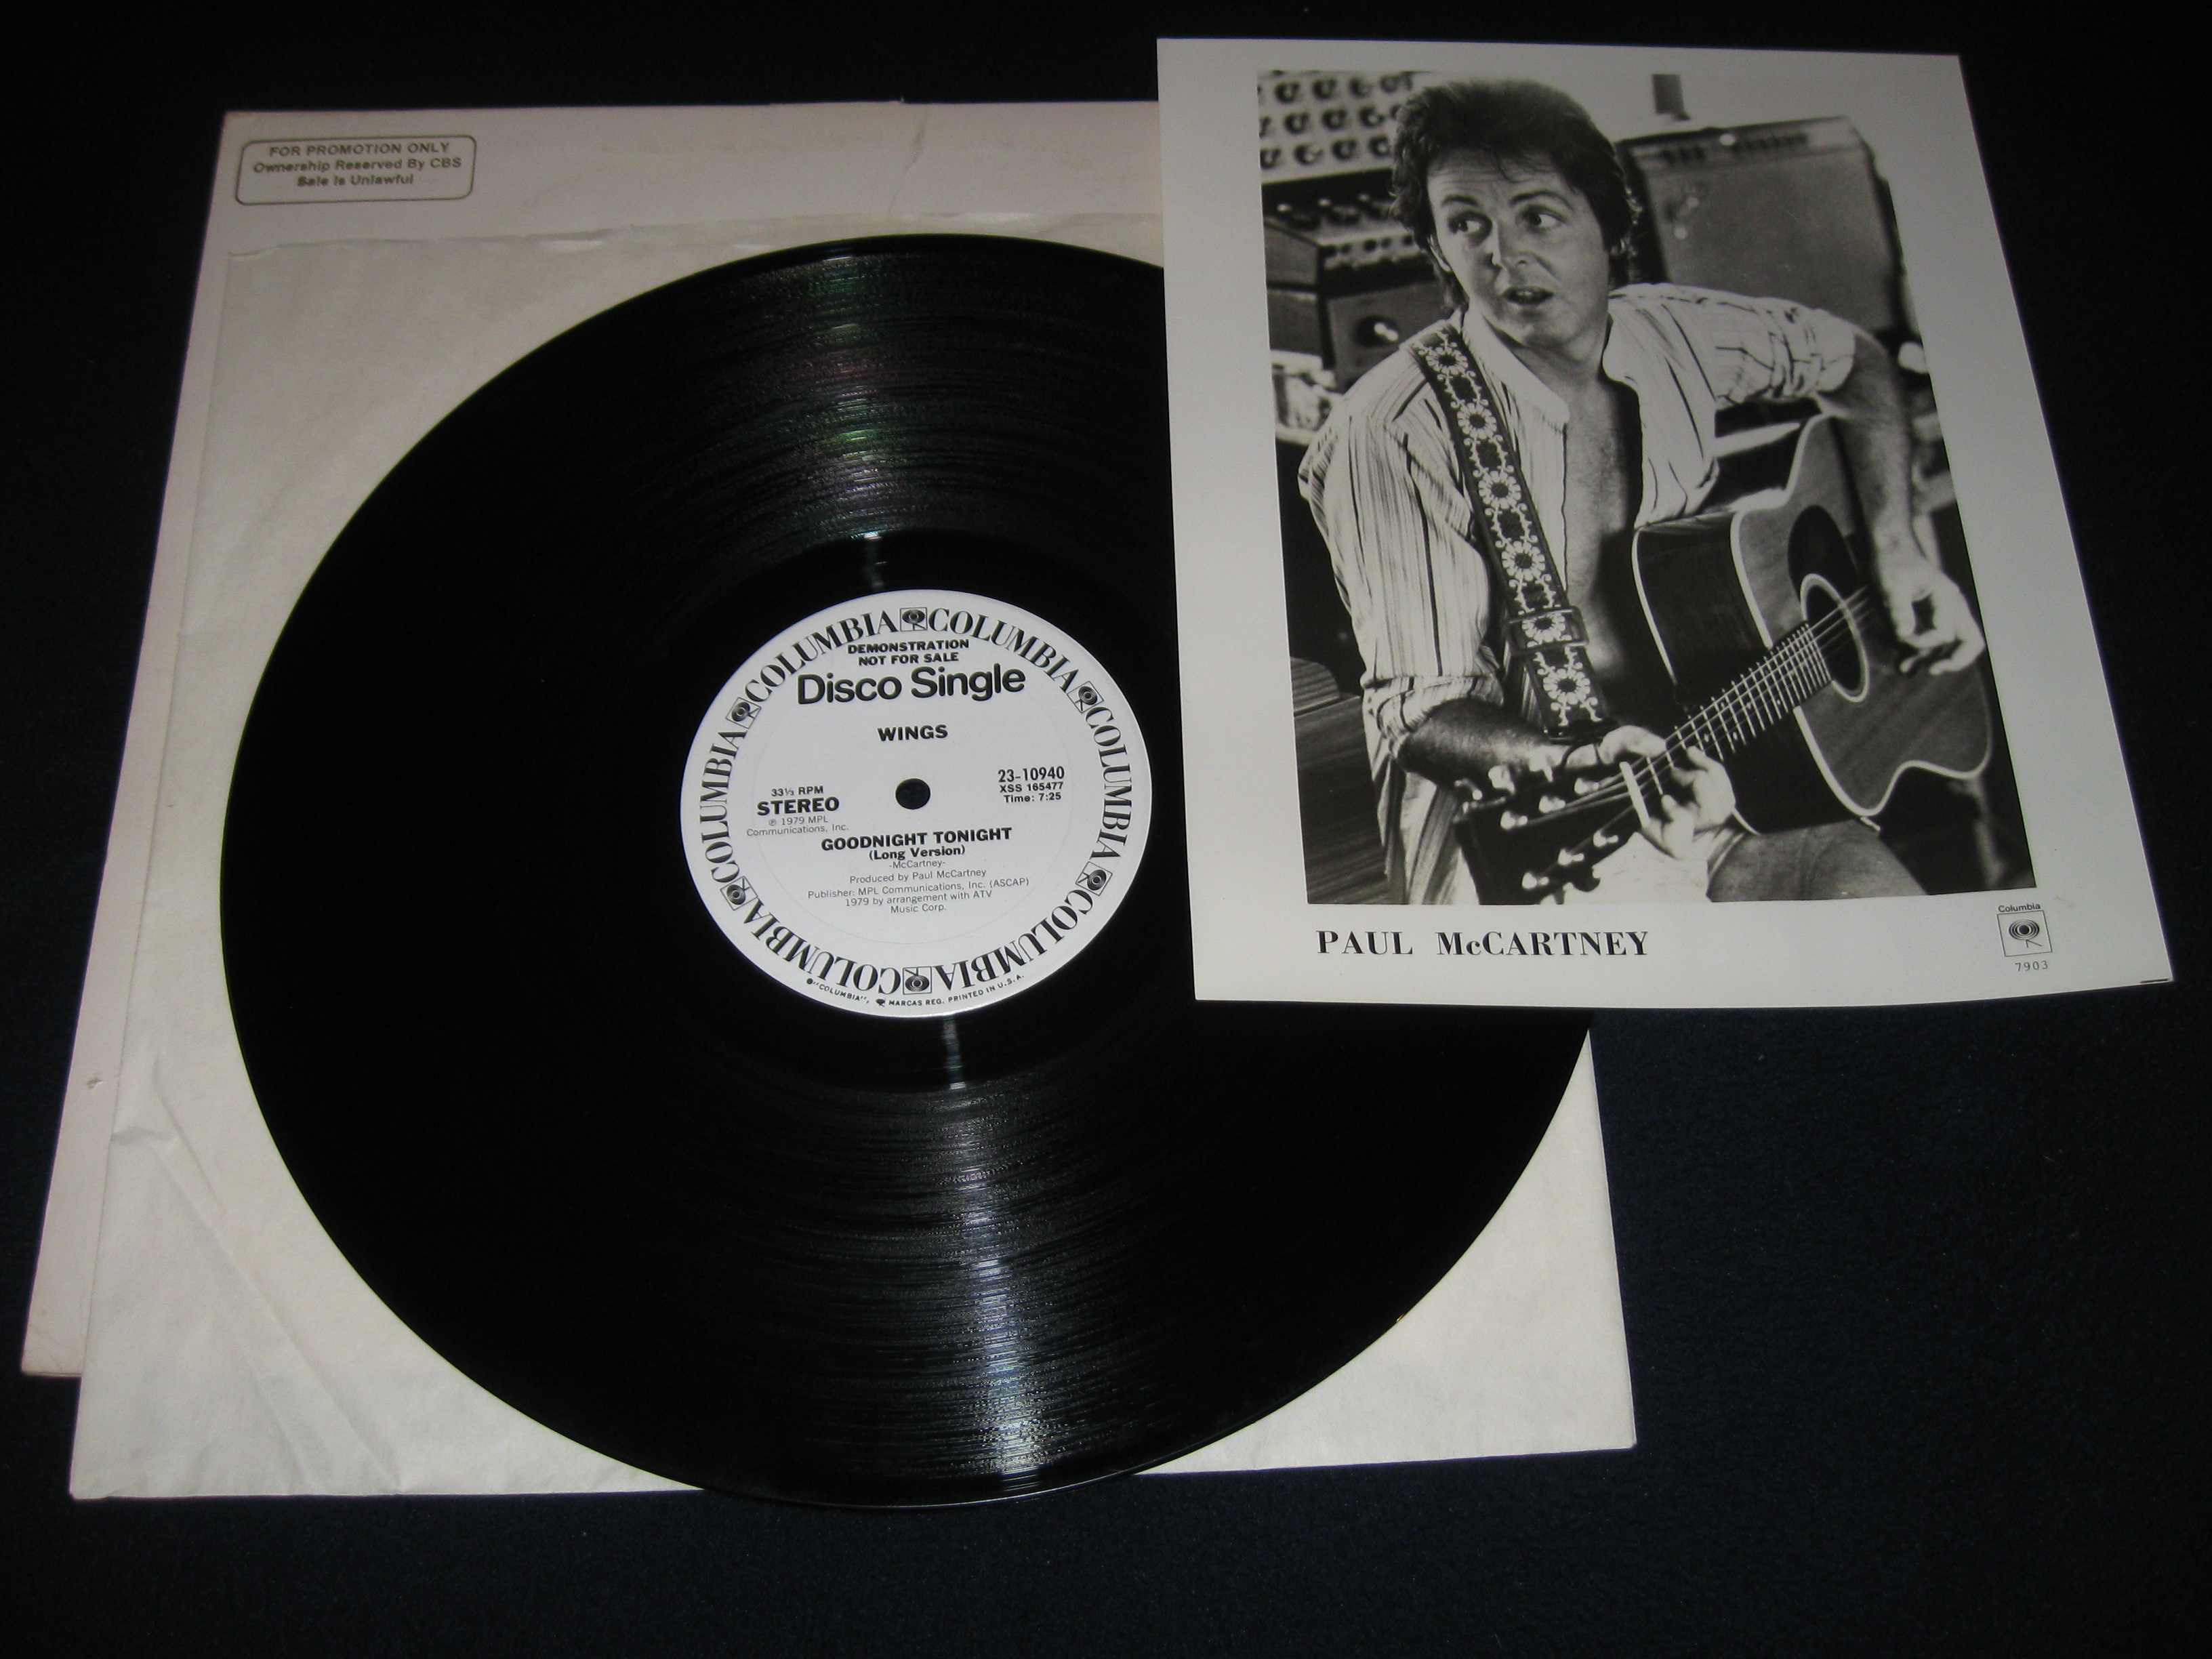 FOR PROMOTION ONLY
Ownership Reserved By CBS
Sale Is Unlawful
COLUMBIA COLUMBIA COLUMBIA COLUMBIA COLUMBIA COLUMBIA COLUMBIA COLUMBIA
DEMONSTRATION
NOT FOR SALE
Disco Single
WINGS
33⅓ RPM
STEREO
℗ 1979 MPL
Communications, Inc.
23-10940
XSS 165477
Time: 7:25
GOODNIGHT TONIGHT
(Long Version)
-McCartney-
Produced by Paul McCartney
Publisher: MPL Communications, Inc. (ASCAP)
1979 by arrangement with ATV
Music Corp.
"COLUMBIA", MARCAS REG. PRINTED IN U.S.A.
PAUL McCARTNEY
Columbia
7903